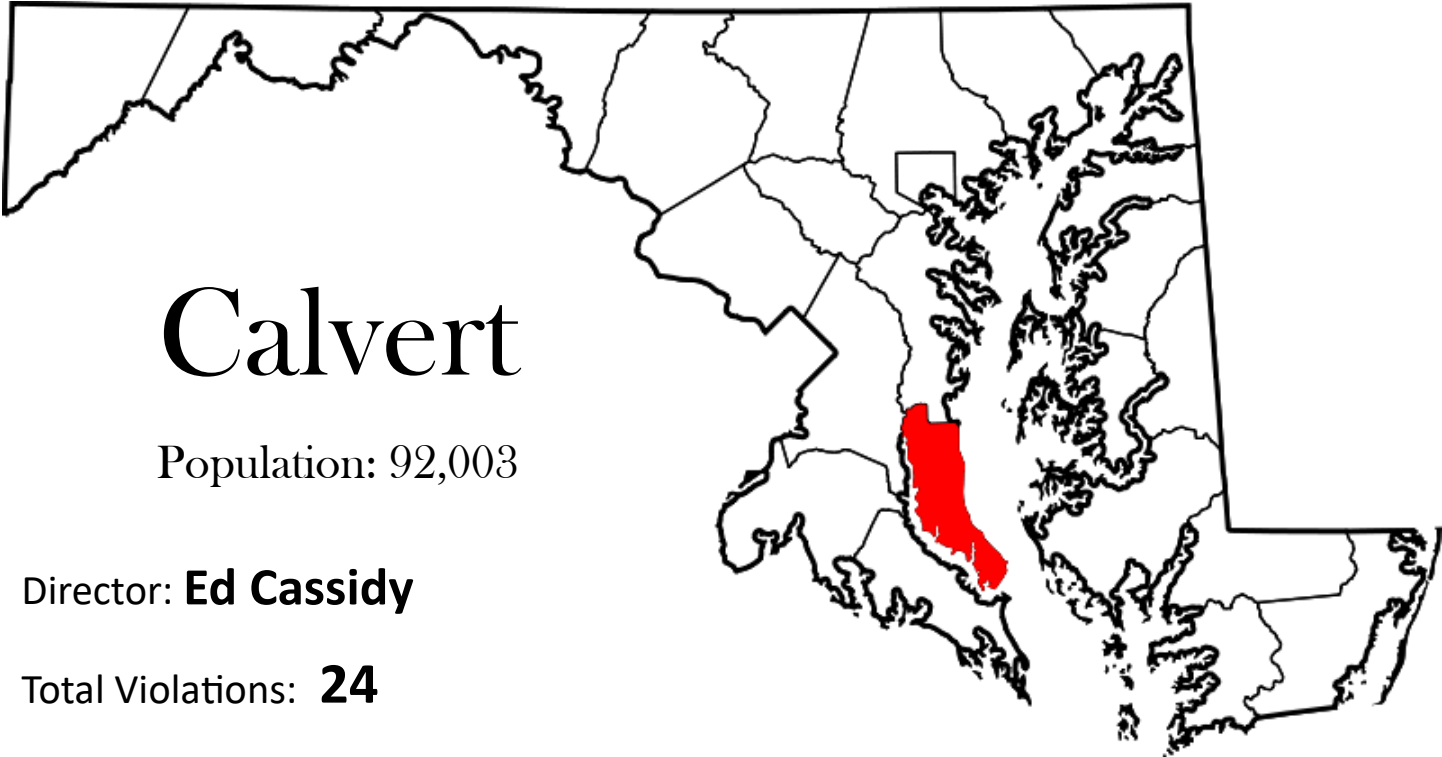 Calvert
Population: 92,003
Director: Ed Cassidy
Total Violations: 24